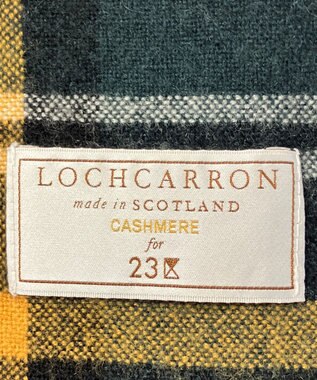 LOCHCARRON
made in SCOTLAND
CASHMERE
for
23